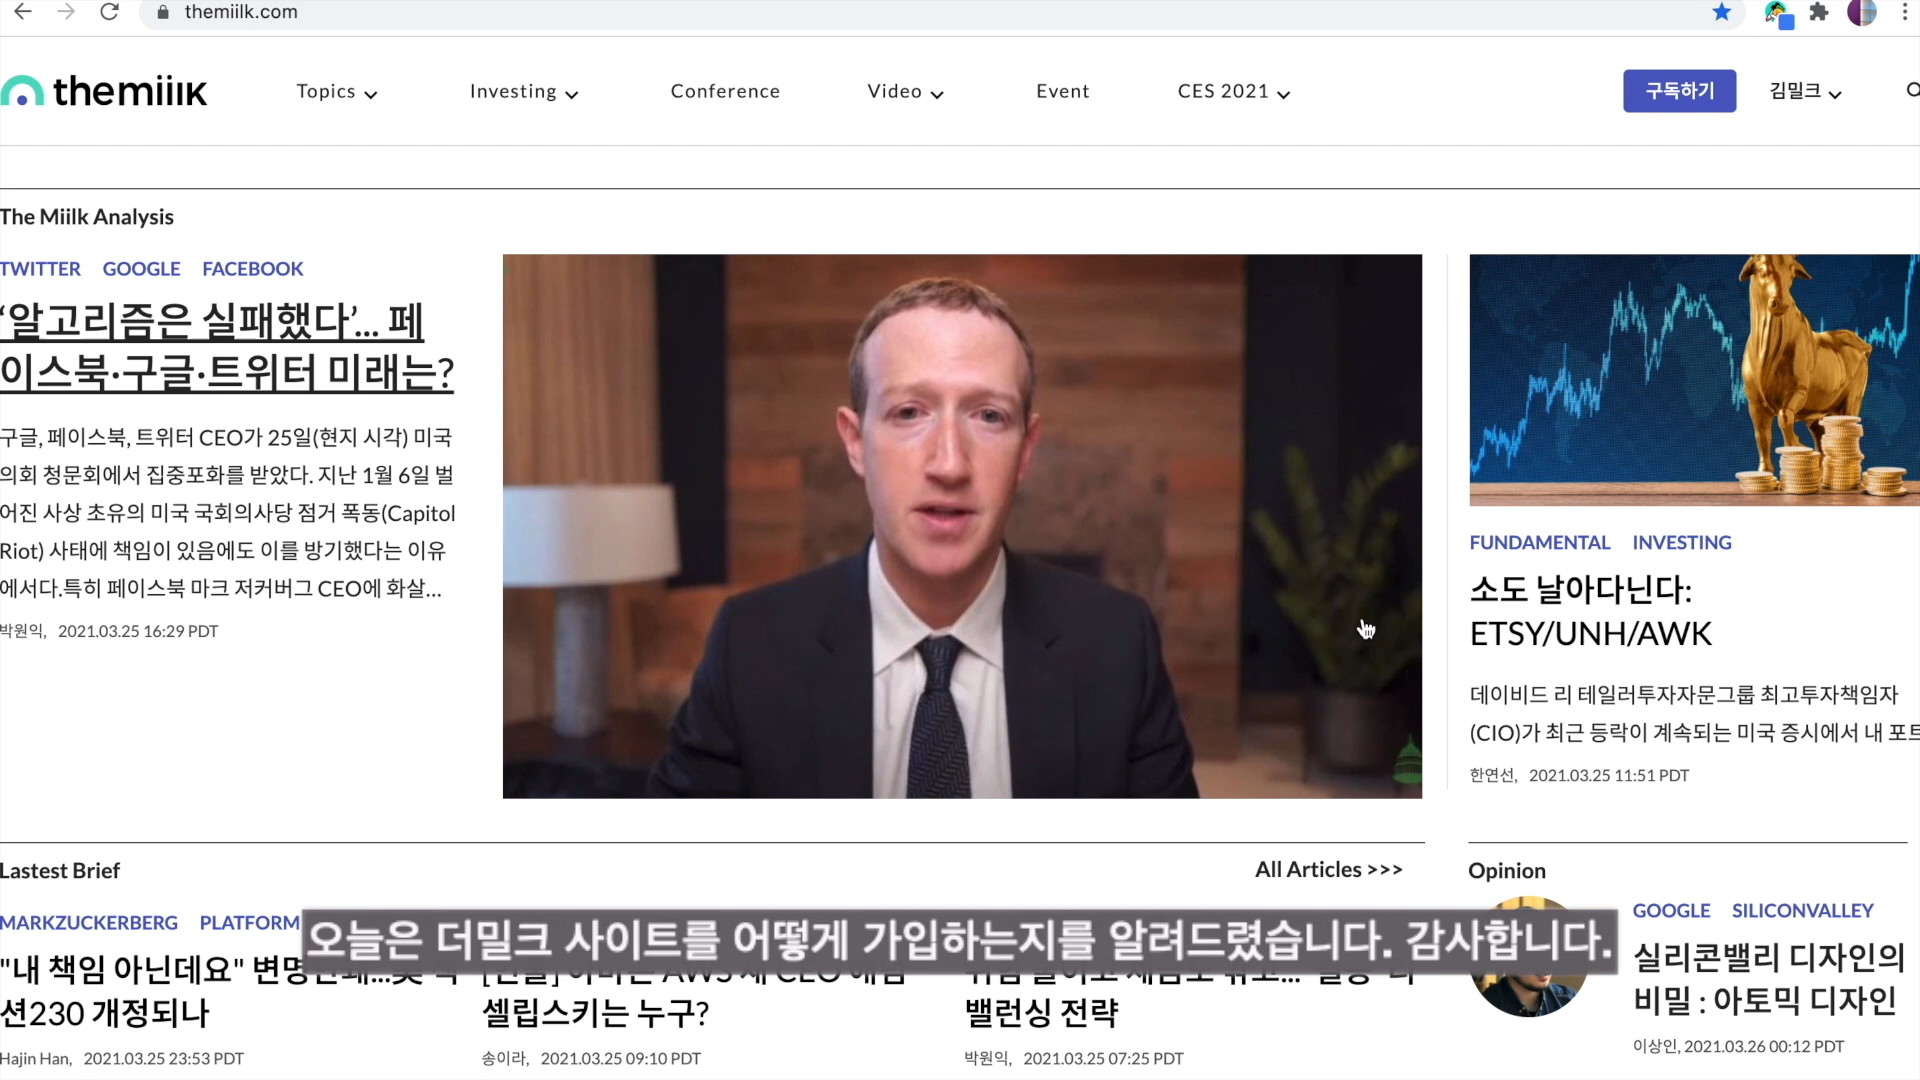 themiilk.com
themiilk
Topics
Investing
Conference
Video
Event
CES 2021
구독하기
김밀크
The Miilk Analysis
TWITTER GOOGLE FACEBOOK
‘알고리즘은 실패했다’... 페
이스북·구글·트위터 미래는?
구글, 페이스북, 트위터 CEO가 25일(현지 시각) 미국
의회 청문회에서 집중포화를 받았다. 지난 1월 6일 벌
어진 사상 초유의 미국 국회의사당 점거 폭동(Capitol
Riot) 사태에 책임이 있음에도 이를 방기했다는 이유
에서다.특히 페이스북 마크 저커버그 CEO에 화살...
박원익, 2021.03.25 16:29 PDT
FUNDAMENTAL INVESTING
소도 날아다닌다:
ETSY/UNH/AWK
데이비드 리 테일러투자자문그룹 최고투자책임자
(CIO)가 최근 등락이 계속되는 미국 증시에서 내 포트
한연선, 2021.03.25 11:51 PDT
Lastest Brief
All Articles >>>
MARKZUCKERBERG PLATFORM
"내 책임 아닌데요" 변명
션230 개정되나
Hajin Han, 2021.03.25 23:53 PDT
AWS 새 CEO
셀립스키는 누구?
송이라, 2021.03.25 09:10 PDT
밸런싱 전략
박원익, 2021.03.25 07:25 PDT
Opinion
GOOGLE SILICONVALLEY
실리콘밸리 디자인의
비밀 : 아토믹 디자인
이상인, 2021.03.26 00:12 PDT
오늘은 더밀크 사이트를 어떻게 가입하는지를 알려드렸습니다. 감사합니다.